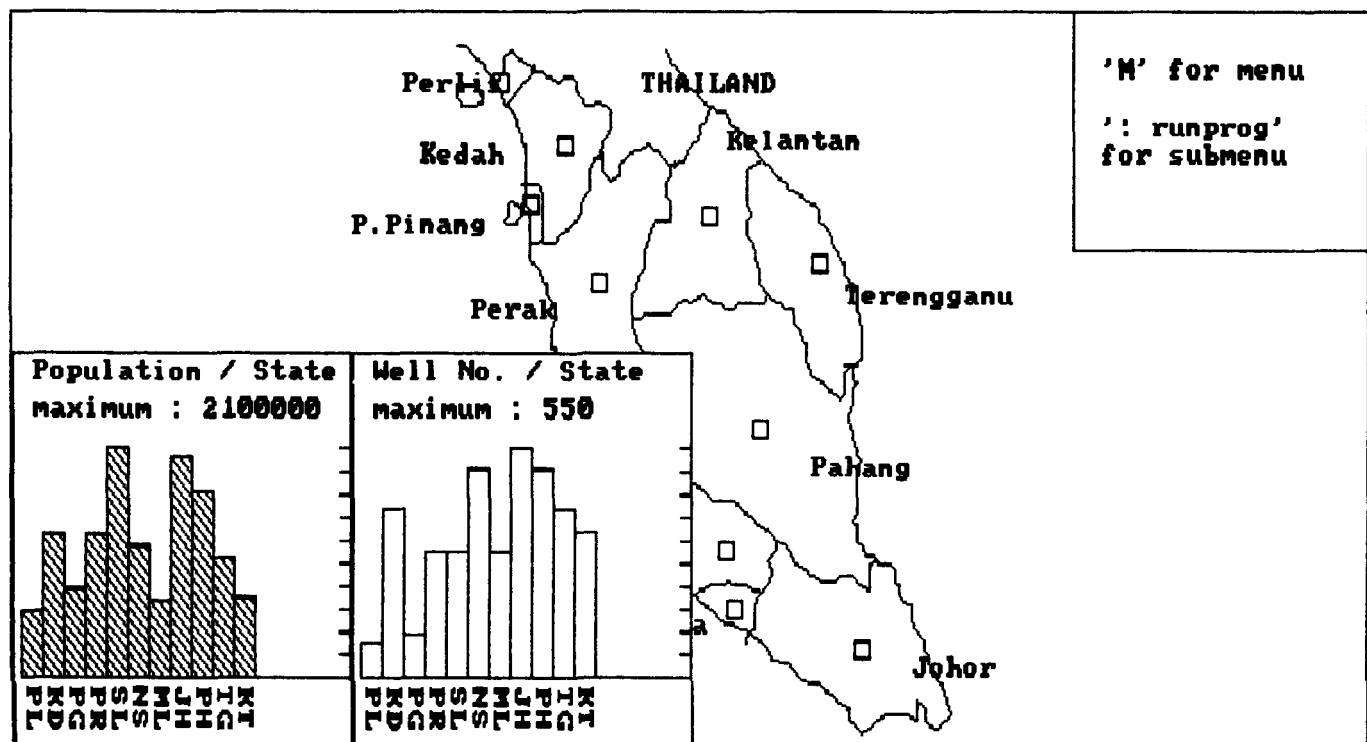 Perlis
THAILAND
'M' for menu
': runprog'
for submenu
Kelantan
Kedah
P.Pinang
Perak
Terengganu
Population / State
maximum : 2100000
Well No. / State
maximum : 550
Pahang
a
Johor
PL
KD
PG
PR
SL
NS
ML
JH
PH
TG
KT
PL
KD
PG
PR
SL
NS
ML
JH
PH
TG
KT